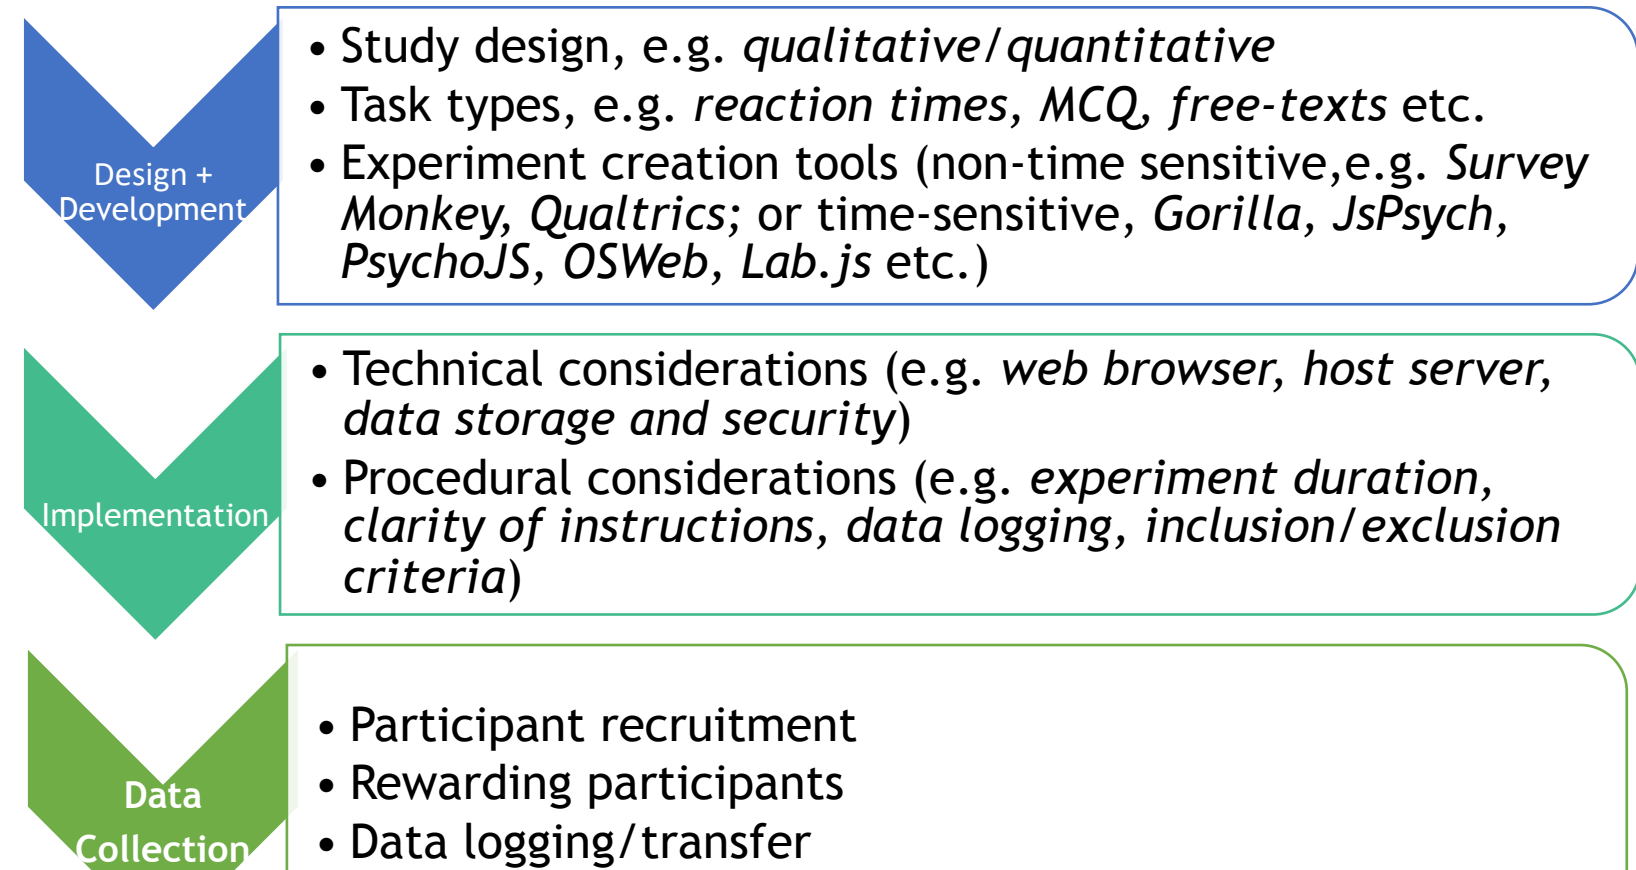 Design +
Development
• Study design, e.g. qualitative/quantitative
• Task types, e.g. reaction times, MCQ, free-texts etc.
• Experiment creation tools (non-time sensitive,e.g. Survey
Monkey, Qualtrics; or time-sensitive, Gorilla, JsPsych,
PsychoJS, OSWeb, Lab.js etc.)
Implementation
• Technical considerations (e.g. web browser, host server,
data storage and security)
• Procedural considerations (e.g. experiment duration,
clarity of instructions, data logging, inclusion/exclusion
criteria)
Data
Collection
• Participant recruitment
• Rewarding participants
• Data logging/transfer